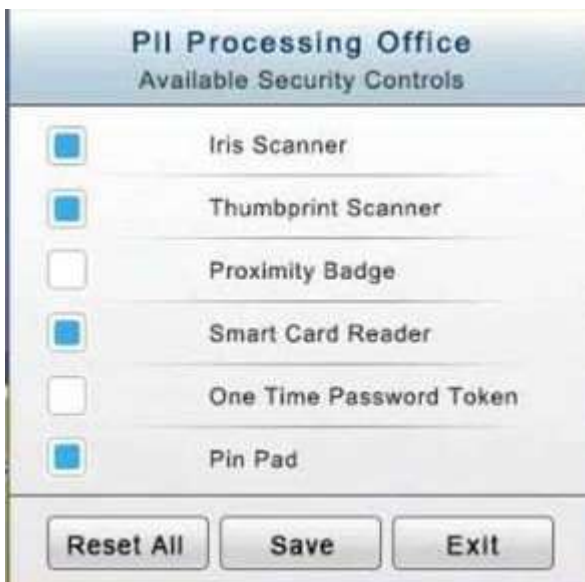 PII Processing Office
Available Security Controls
Iris Scanner
Thumbprint Scanner
Proximity Badge
Smart Card Reader
One Time Password Token
Pin Pad
Reset All
Save
Exit